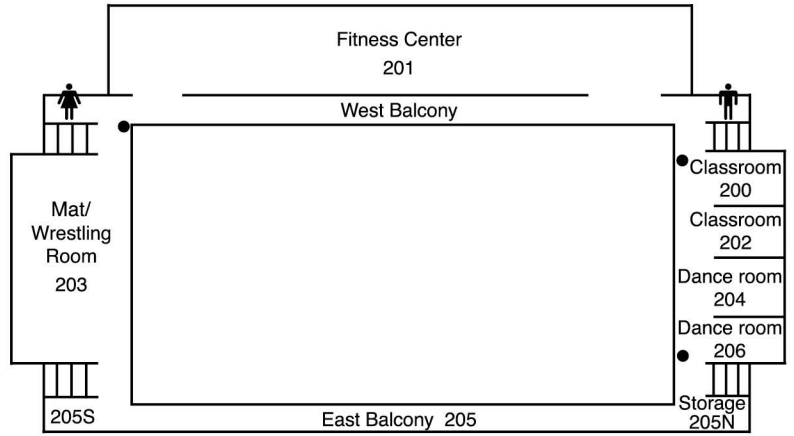 Fitness Center
201
West Balcony
Mat/
Wrestling
Room
203
Classroom
200
Classroom
202
Dance room
204
Dance room
206
205S
East Balcony 205
Storage
205N